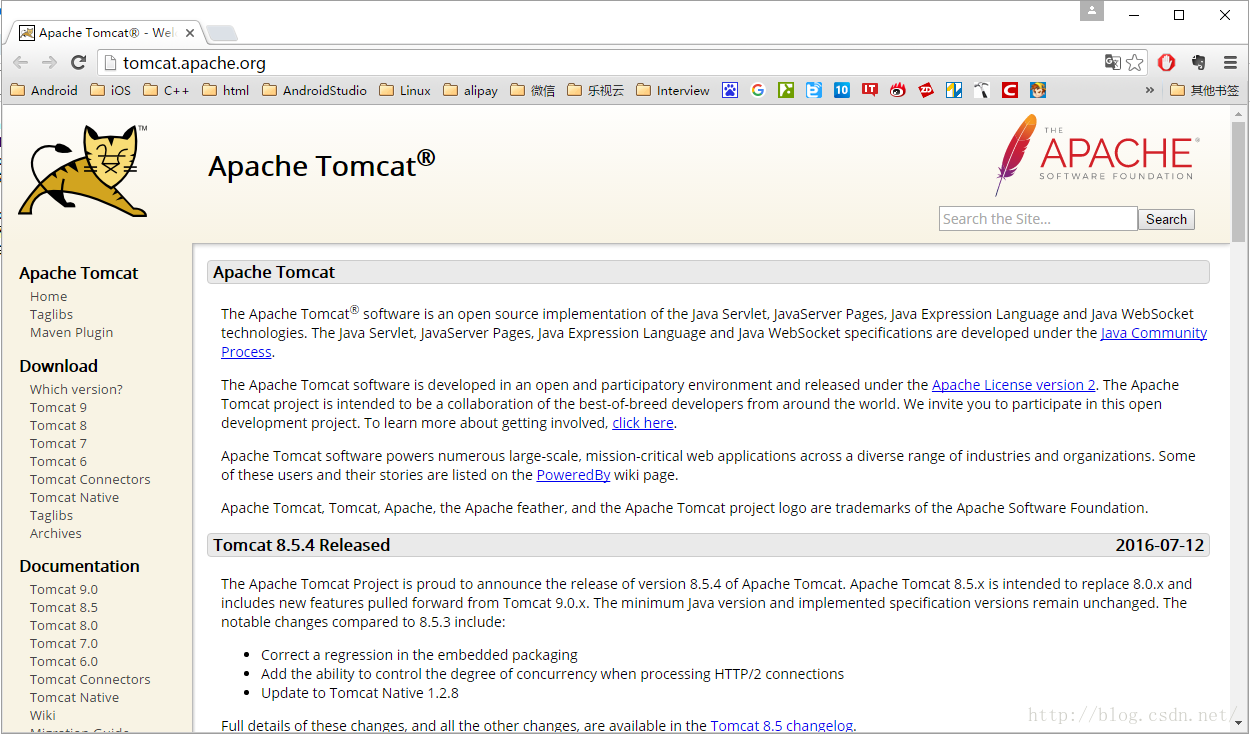 Apache Tomcat® - Wel
tomcat.apache.org
Android iOS C++ html AndroidStudio Linux alipay 微信 乐视云 Interview » 其他书签
™
Apache Tomcat®
THE
APACHE®
SOFTWARE FOUNDATION
Search the Site...
Search
Apache Tomcat
Home
Taglibs
Maven Plugin
Download
Which version?
Tomcat 9
Tomcat 8
Tomcat 7
Tomcat 6
Tomcat Connectors
Tomcat Native
Taglibs
Archives
Documentation
Tomcat 9.0
Tomcat 8.5
Tomcat 8.0
Tomcat 7.0
Tomcat 6.0
Tomcat Connectors
Tomcat Native
Wiki
Migration Guide
Apache Tomcat
The Apache Tomcat® software is an open source implementation of the Java Servlet, JavaServer Pages, Java Expression Language and Java WebSocket
technologies. The Java Servlet, JavaServer Pages, Java Expression Language and Java WebSocket specifications are developed under the Java Community
Process.
The Apache Tomcat software is developed in an open and participatory environment and released under the Apache License version 2. The Apache
Tomcat project is intended to be a collaboration of the best-of-breed developers from around the world. We invite you to participate in this open
development project. To learn more about getting involved, click here.
Apache Tomcat software powers numerous large-scale, mission-critical web applications across a diverse range of industries and organizations. Some
of these users and their stories are listed on the PoweredBy wiki page.
Apache Tomcat, Tomcat, Apache, the Apache feather, and the Apache Tomcat project logo are trademarks of the Apache Software Foundation.
Tomcat 8.5.4 Released 2016-07-12
The Apache Tomcat Project is proud to announce the release of version 8.5.4 of Apache Tomcat. Apache Tomcat 8.5.x is intended to replace 8.0.x and
includes new features pulled forward from Tomcat 9.0.x. The minimum Java version and implemented specification versions remain unchanged. The
notable changes compared to 8.5.3 include:
• Correct a regression in the embedded packaging
• Add the ability to control the degree of concurrency when processing HTTP/2 connections
• Update to Tomcat Native 1.2.8
Full details of these changes, and all the other changes, are available in the Tomcat 8.5 changelog.
http://blog.csdn.net/